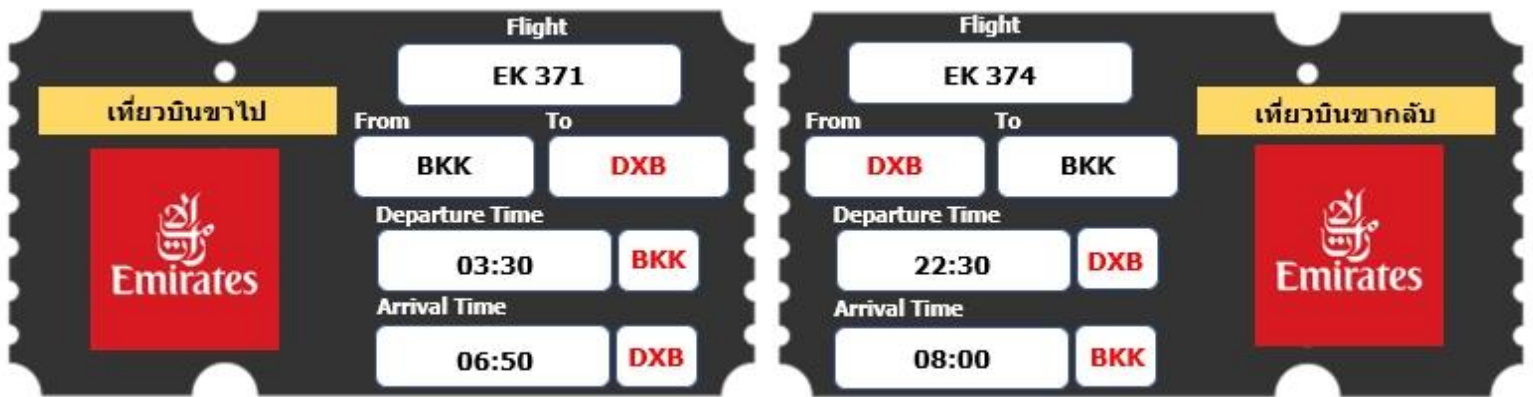 Flight
EK 371
เที่ยวบินขาไป
From To
BKK DXB
Departure Time
03:30 BKK
Arrival Time
06:50 DXB
Emirates
Flight
EK 374
เที่ยวบินขากลับ
From To
DXB BKK
Departure Time
22:30 DXB
Arrival Time
08:00 BKK
Emirates